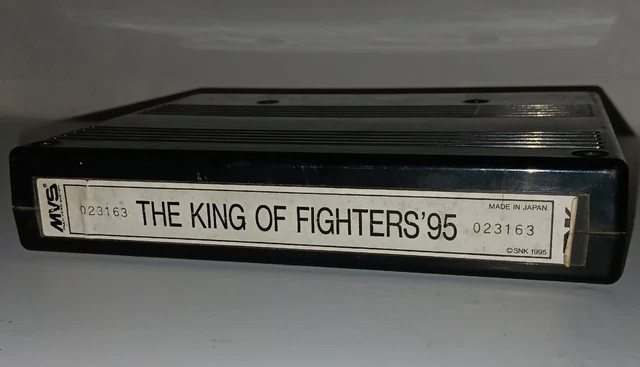 MVS
023163 THE KING OF FIGHTERS'95 023163
MADE IN JAPAN.
©SNK 1995